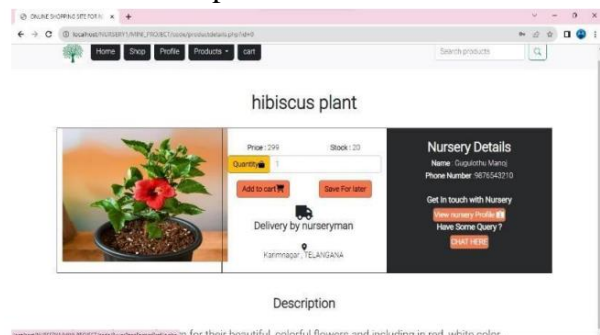 ONLINE SHOPPING SITE FOR N
localhost/NURSERY1/MINI_PROJECT/code/productdetails.php?id=9
Home Shop Profile Products cart Search products
hibiscus plant
Price : 299 Stock : 20
Quantity 1
Add to cart Save For later
Delivery by nurseryman
Karimnagar , TELANGANA
Nursery Details
Name : Gugulothu Manoj
Phone Number :9876543210
Get In touch with Nursery
View nursery Profile
Have Some Query ?
CHAT HERE
Description
for their beautiful, colorful flowers and including in red, white color